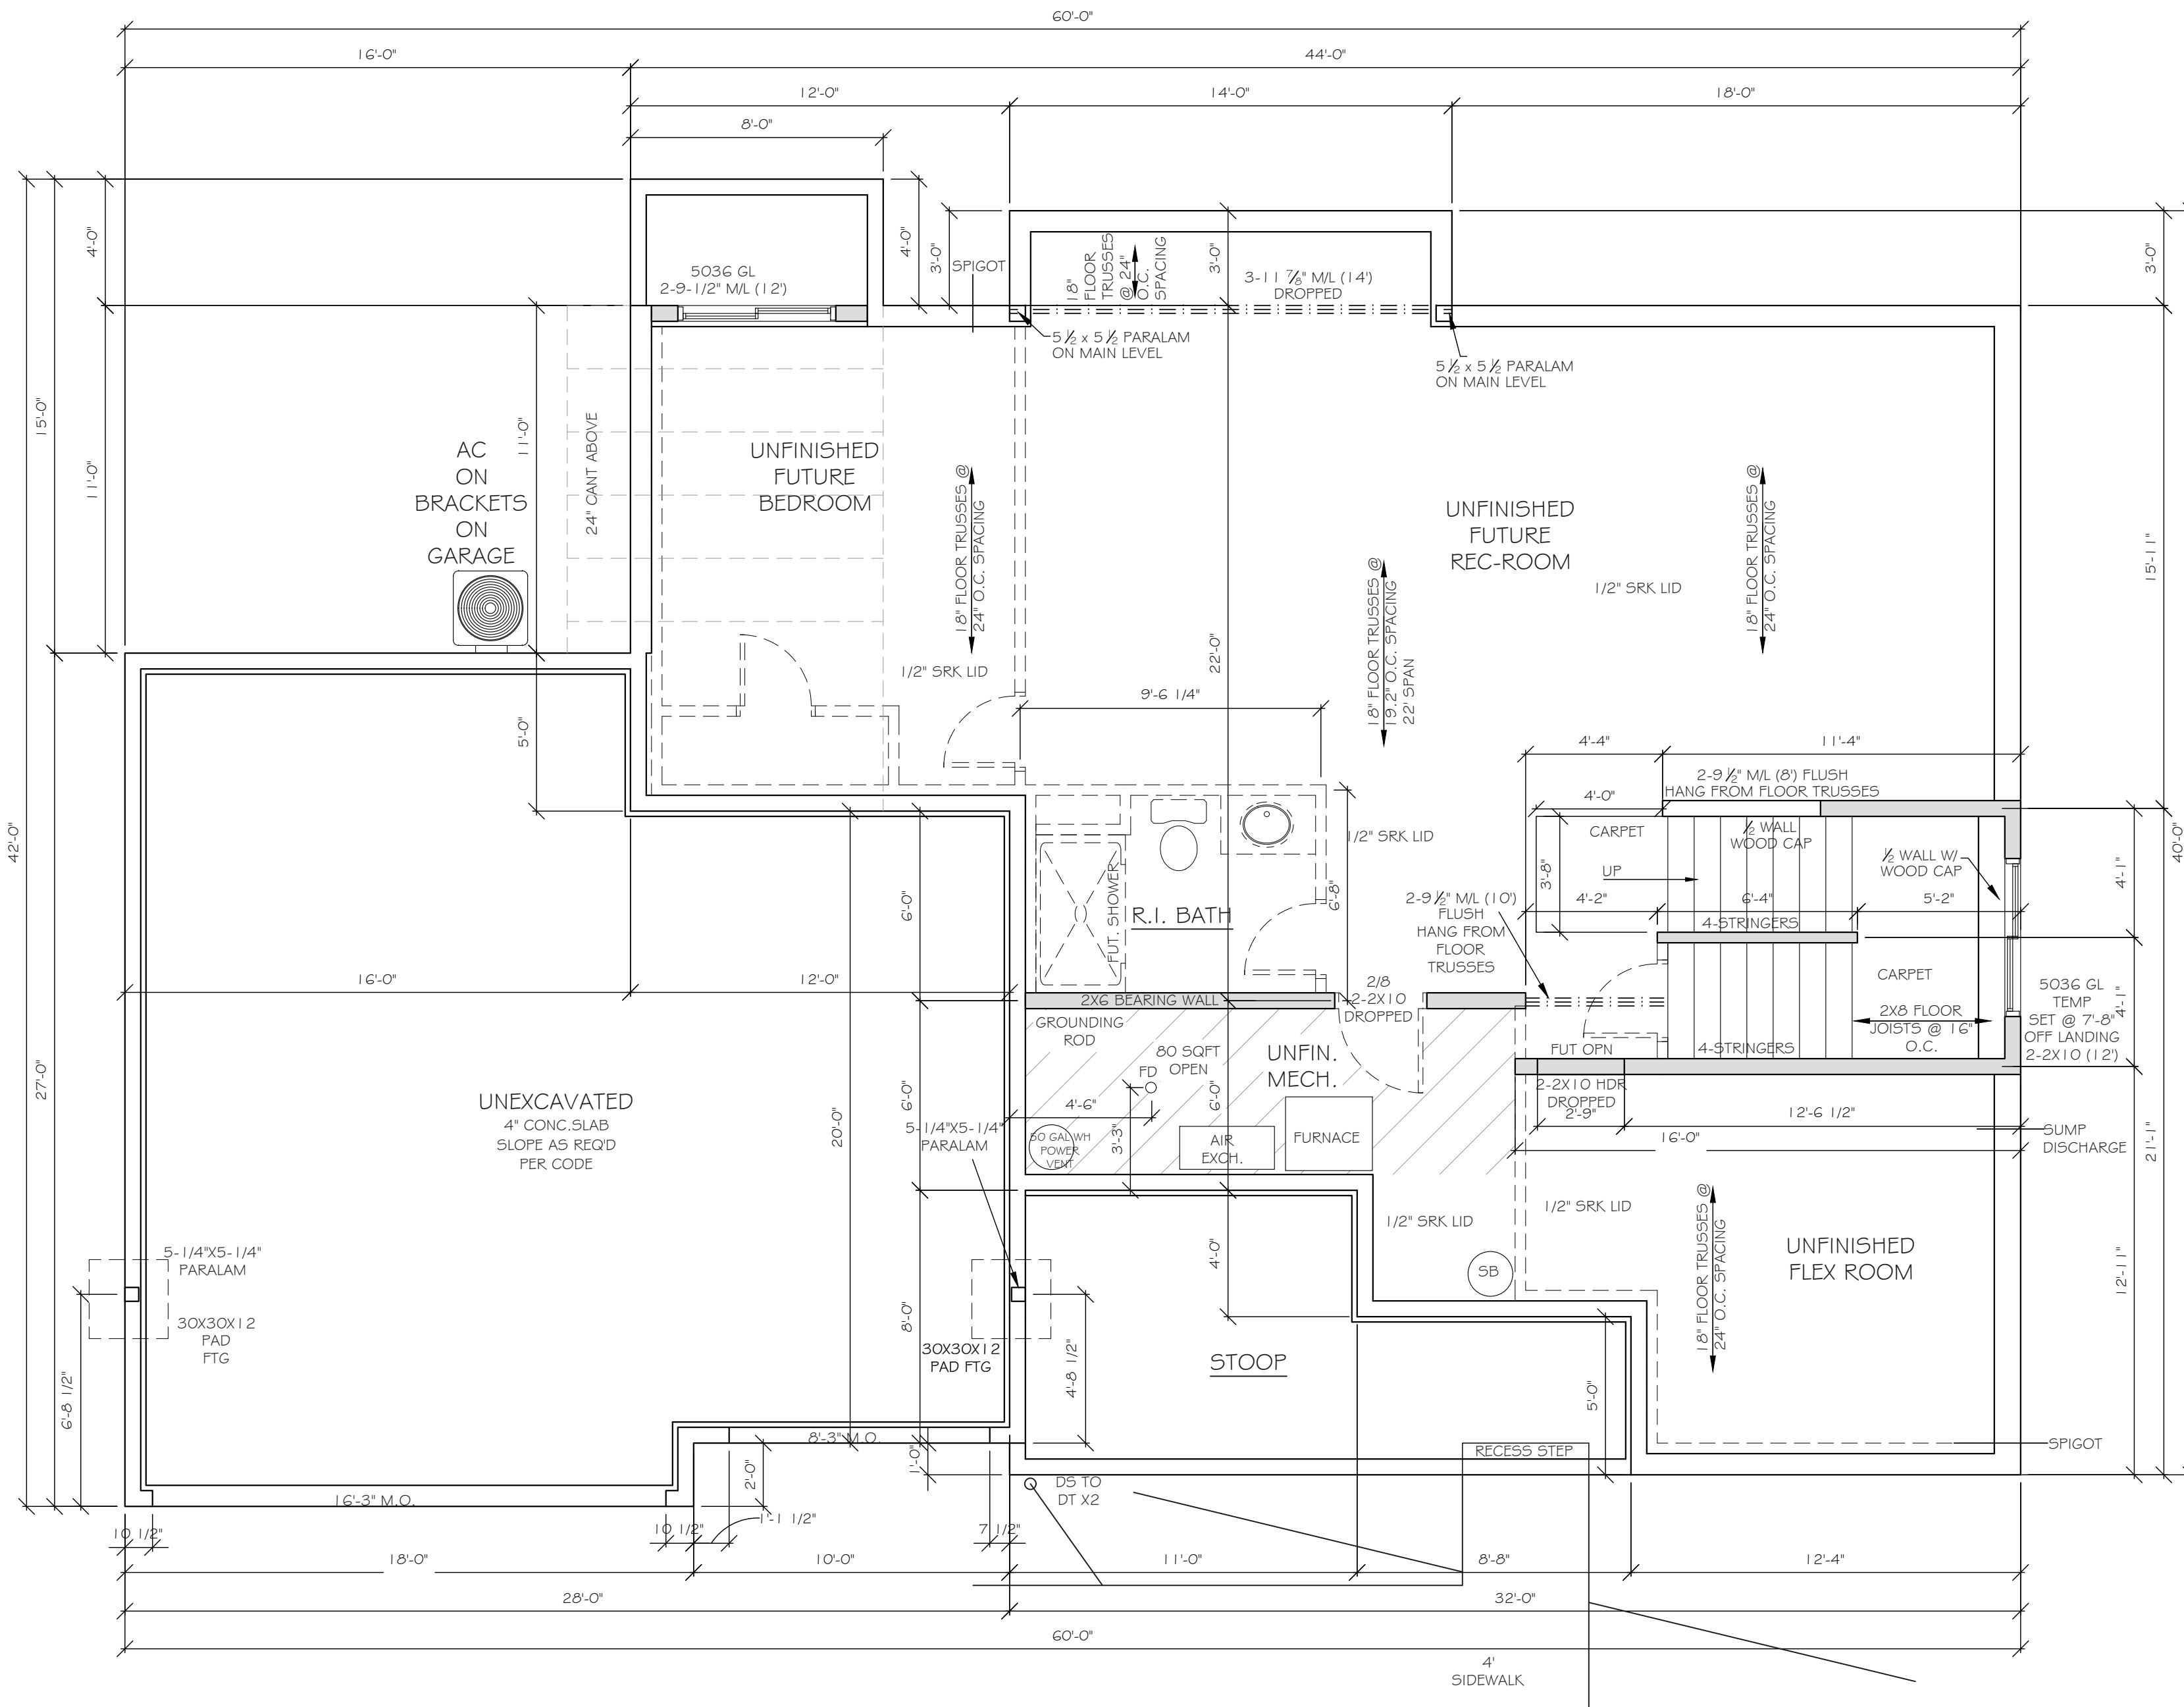 60'-0"
16'-0"
44'-0"
12'-0"
14'-0"
18'-0"
8'-0"
4'-0"
4'-0"
3'-0"
SPIGOT
18"
FLOOR
TRUSSES
@ 24"
O.C.
SPACING
3'-0"
3'-0"
5036 GL
2-9-1/2" M/L (12')
3-11 7/8" M/L (14')
DROPPED
5 1/2 x 5 1/2 PARALAM
ON MAIN LEVEL
5 1/2 x 5 1/2 PARALAM
ON MAIN LEVEL
15'-0"
11'-0"
11'-0"
AC
ON
BRACKETS
ON
GARAGE
24" CANT ABOVE
UNFINISHED
FUTURE
BEDROOM
18" FLOOR TRUSSES @
24" O.C. SPACING
UNFINISHED
FUTURE
REC-ROOM
1/2" SRK LID
18" FLOOR TRUSSES @
19.2" O.C. SPACING
22' SPAN
18" FLOOR TRUSSES @
24" O.C. SPACING
15'-11"
1/2" SRK LID
22'-0"
9'-6 1/4"
5'-0"
4'-4"
11'-4"
2-9 1/2" M/L (8') FLUSH
HANG FROM FLOOR TRUSSES
4'-0"
42'-0"
40'-0"
CARPET
1/2 WALL
WOOD CAP
1/2 WALL W/
WOOD CAP
1/2" SRK LID
3'-8"
UP
4'-1"
6'-0"
FUT. SHOWER
R.I. BATH
6'-8"
2-9 1/2" M/L (10')
FLUSH
HANG FROM
FLOOR
TRUSSES
4'-2"
6'-4"
5'-2"
4-STRINGERS
16'-0"
12'-0"
2X6 BEARING WALL
2/8
2-2X10
DROPPED
CARPET
5036 GL
TEMP
SET @ 7'-8"
OFF LANDING
2-2X10 (12')
4'-1"
2X8 FLOOR
JOISTS @ 16"
O.C.
GROUNDING
ROD
80 SQFT
OPEN
UNFIN.
MECH.
FUT OPN
4-STRINGERS
27'-0"
UNEXCAVATED
4" CONC.SLAB
SLOPE AS REQ'D
PER CODE
20'-0"
6'-0"
5-1/4"X5-1/4"
PARALAM
4'-6"
FD
6'-0"
3'-3"
50 GAL WH
POWER
VENT
AIR
EXCH.
FURNACE
2-2X10 HDR
DROPPED
2'-9"
12'-6 1/2"
16'-0"
SUMP
DISCHARGE
21'-1"
1/2" SRK LID
1/2" SRK LID
4'-0"
SB
18" FLOOR TRUSSES @
24" O.C. SPACING
UNFINISHED
FLEX ROOM
12'-11"
5-1/4"X5-1/4"
PARALAM
30X30X12
PAD
FTG
8'-0"
30X30X12
PAD FTG
4'-8 1/2"
STOOP
5'-0"
6'-8 1/2"
8'-3" M.O.
2'-0"
1'-0"
RECESS STEP
SPIGOT
16'-3" M.O.
DS TO
DT X2
10 1/2"
10 1/2"
1'-1 1/2"
7 1/2"
18'-0"
10'-0"
11'-0"
8'-8"
12'-4"
28'-0"
32'-0"
60'-0"
4'
SIDEWALK